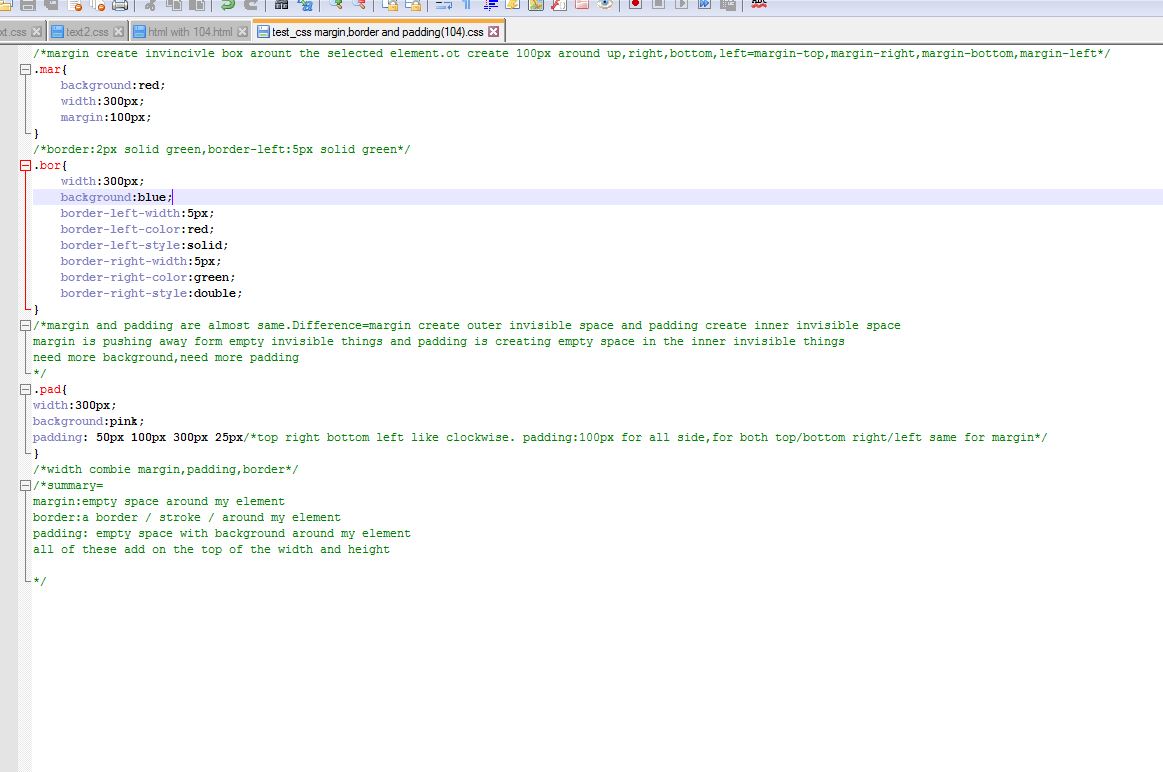 xt.css text2.css html with 104.html test_css margin,border and padding(104).css
/*margin create invincivle box arount the selected element.ot create 100px around up,right,bottom,left=margin-top,margin-right,margin-bottom,margin-left*/
.mar{
background:red;
width:300px;
margin:100px;
}
/*border:2px solid green,border-left:5px solid green*/
.bor{
width:300px;
background:blue;
border-left-width:5px;
border-left-color:red;
border-left-style:solid;
border-right-width:5px;
border-right-color:green;
border-right-style:double;
}
/*margin and padding are almost same.Difference=margin create outer invisible space and padding create inner invisible space
margin is pushing away form empty invisible things and padding is creating empty space in the inner invisible things
need more background,need more padding
*/
.pad{
width:300px;
background:pink;
padding: 50px 100px 300px 25px/*top right bottom left like clockwise. padding:100px for all side,for both top/bottom right/left same for margin*/
}
/*width combie margin,padding,border*/
/*summary=
margin:empty space around my element
border:a border / stroke / around my element
padding: empty space with background around my element
all of these add on the top of the width and height
*/